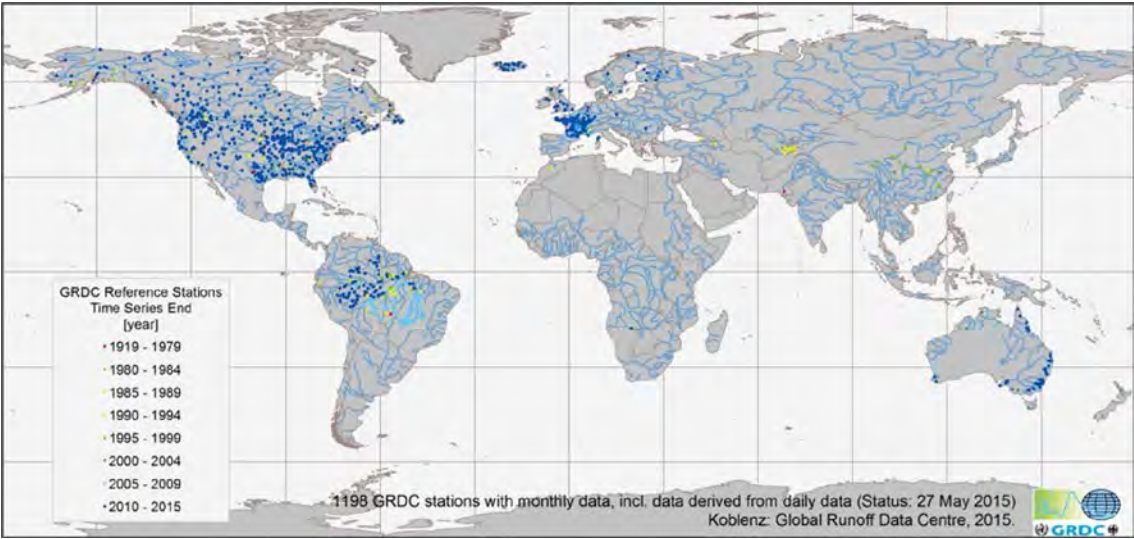 GRDC Reference Stations
Time Series End
[year]
1919 - 1979
1980 - 1984
1985 - 1989
1990 - 1994
1995 - 1999
2000 - 2004
2005 - 2009
2010 - 2015
1198 GRDC stations with monthly data, incl. data derived from daily data (Status: 27 May 2015)
Koblenz: Global Runoff Data Centre, 2015.
GRDC